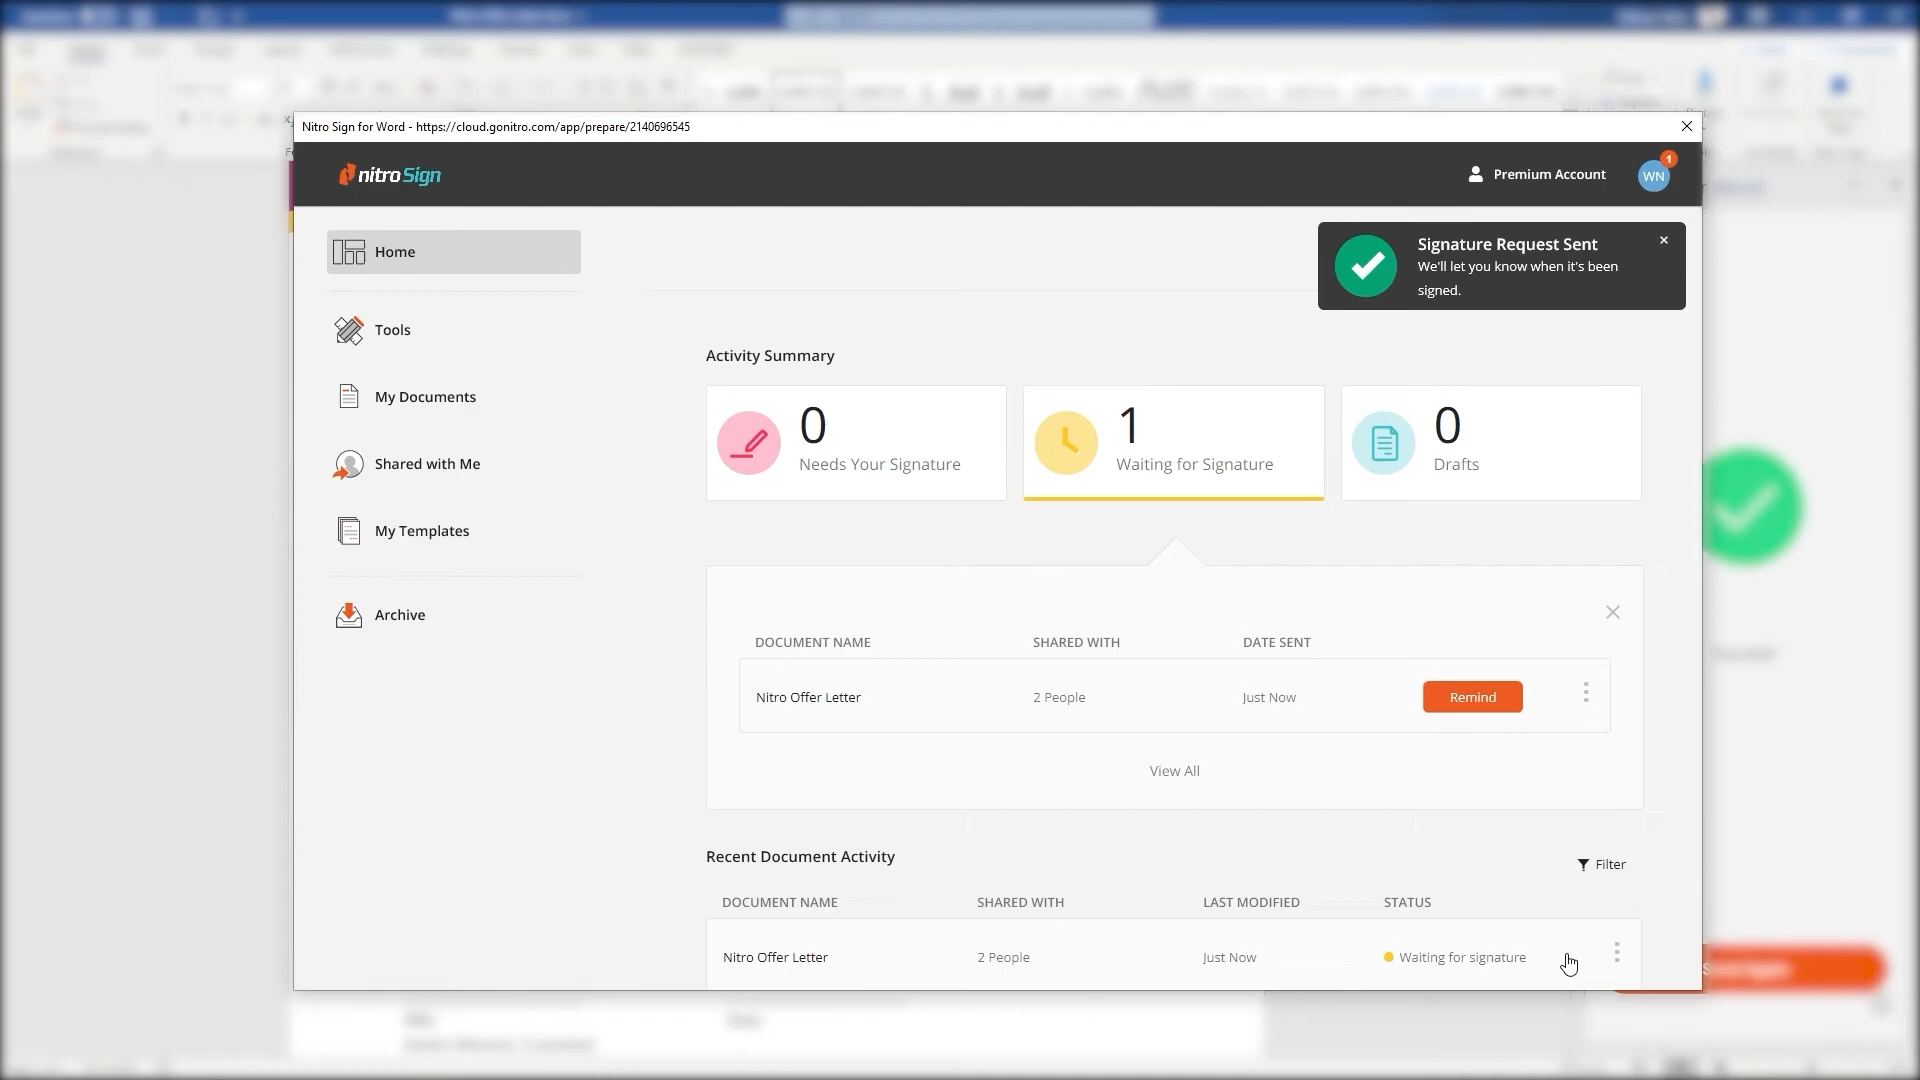 Nitro Sign for Word - https://cloud.gonitro.com/app/prepare/2140696545
nitro Sign
Premium Account
1
WN
Home
Signature Request Sent
We'll let you know when it's been
signed.
Tools
My Documents
Shared with Me
My Templates
Archive
Activity Summary
0
Needs Your Signature
1
Waiting for Signature
0
Drafts
DOCUMENT NAME SHARED WITH DATE SENT
Nitro Offer Letter 2 People Just Now Remind
View All
Recent Document Activity
Filter
DOCUMENT NAME SHARED WITH LAST MODIFIED STATUS
Nitro Offer Letter 2 People Just Now Waiting for signature